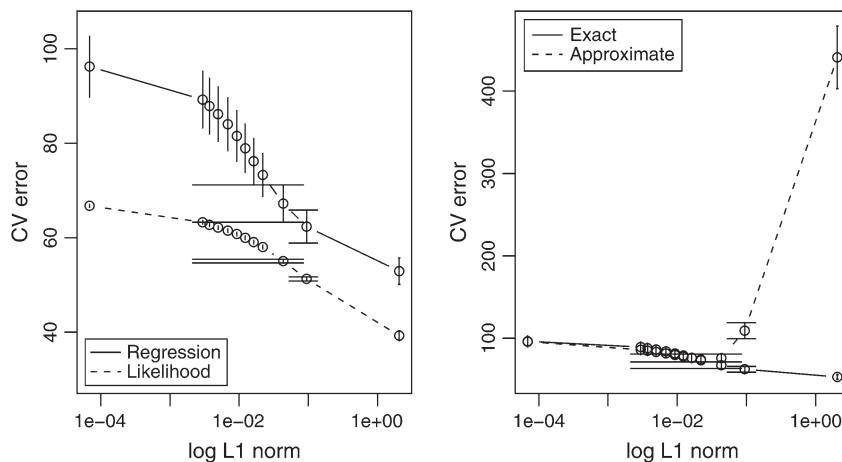 100
80
60
40
CV error
Regression
Likelihood
1e−04
1e−02
1e+00
log L1 norm
Exact
Approximate
400
300
200
100
CV error
1e−04
1e−02
1e+00
log L1 norm